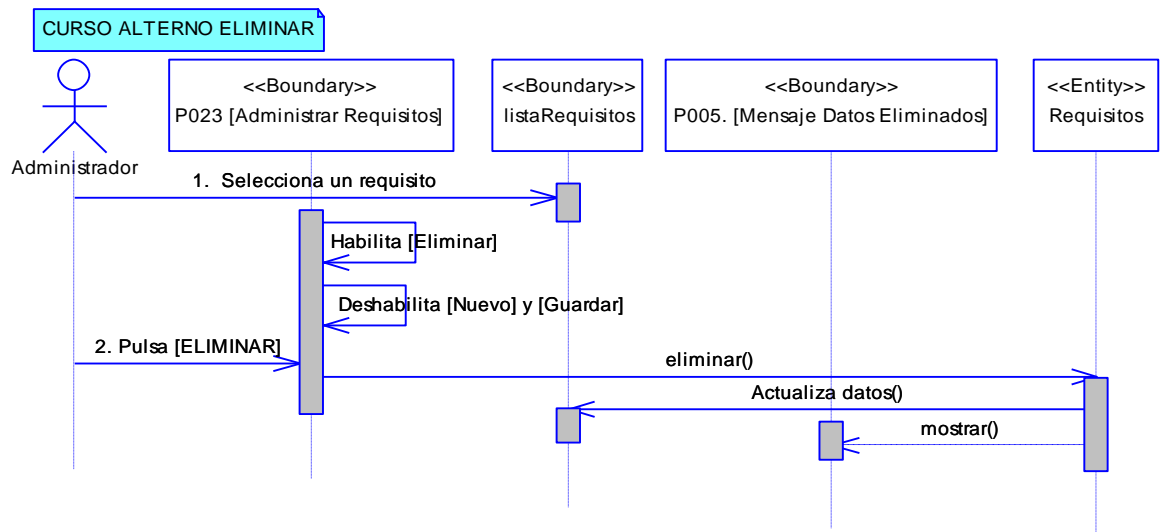 CURSO ALTERNO ELIMINAR
<<Boundary>>
P023 [Administrar Requisitos]
<<Boundary>>
listaRequisitos
<<Boundary>>
P005. [Mensaje Datos Eliminados]
<<Entity>>
Requisitos
Administrador
1. Selecciona un requisito
Habilita [Eliminar]
Deshabilita [Nuevo] y [Guardar]
2. Pulsa [ELIMINAR]
eliminar()
Actualiza datos()
mostrar()